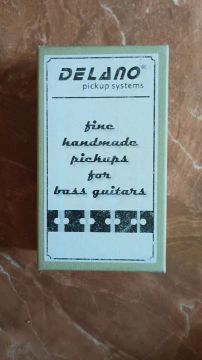 DELANO®
pickup systems
fine
handmade
pickups
for
bass guitars